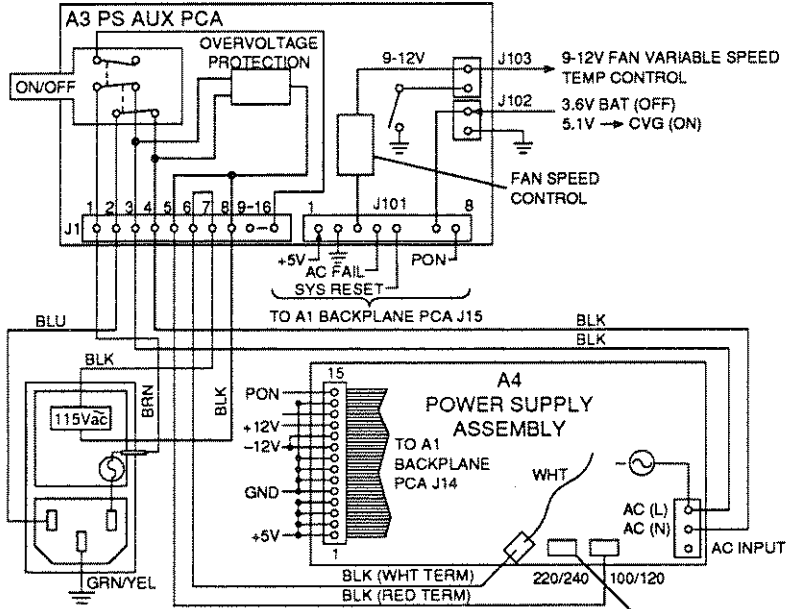 A3 PS AUX PCA
OVERVOLTAGE
PROTECTION
ON/OFF
9-12V
J103
9-12V FAN VARIABLE SPEED
TEMP CONTROL
J102
3.6V BAT (OFF)
5.1V → CVG (ON)
FAN SPEED
CONTROL
J1
1 2 3 4 5 6 7 8 9-16
1 J101 8
+5V
AC FAIL
SYS RESET
PON
TO A1 BACKPLANE PCA J15
BLU
BLK
BLK
BLK
BRN
BLK
115Vac
GRN/YEL
15
PON
+12V
-12V
GND
+5V
1
TO A1
BACKPLANE
PCA J14
A4
POWER SUPPLY
ASSEMBLY
WHT
AC (L)
AC (N)
AC INPUT
220/240
100/120
BLK (WHT TERM)
BLK (RED TERM)